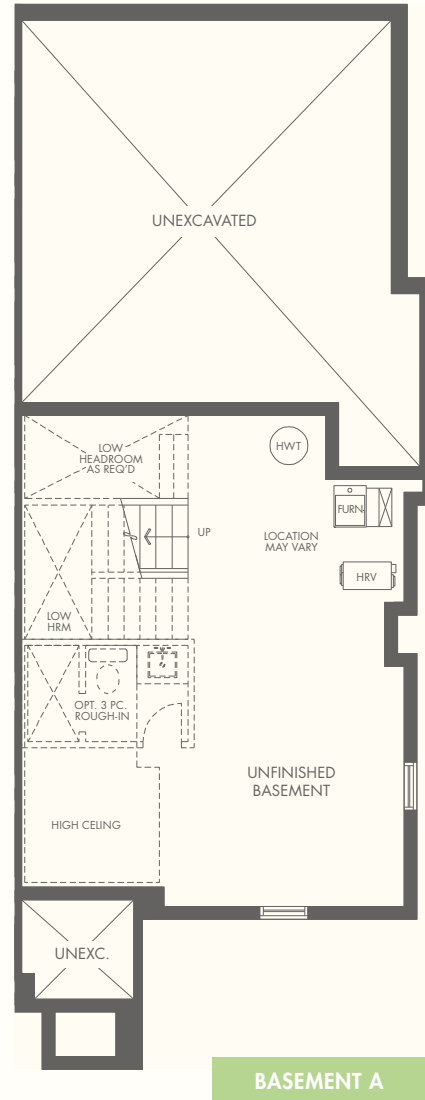 UNEXCAVATED
LOW
HEADROOM
AS REQ'D
HWT
FURN.
UP
LOCATION
MAY VARY
HRV
LOW
HRM
OPT. 3 PC.
ROUGH-IN
UNFINISHED
BASEMENT
HIGH CELING
UNEXC.
BASEMENT A